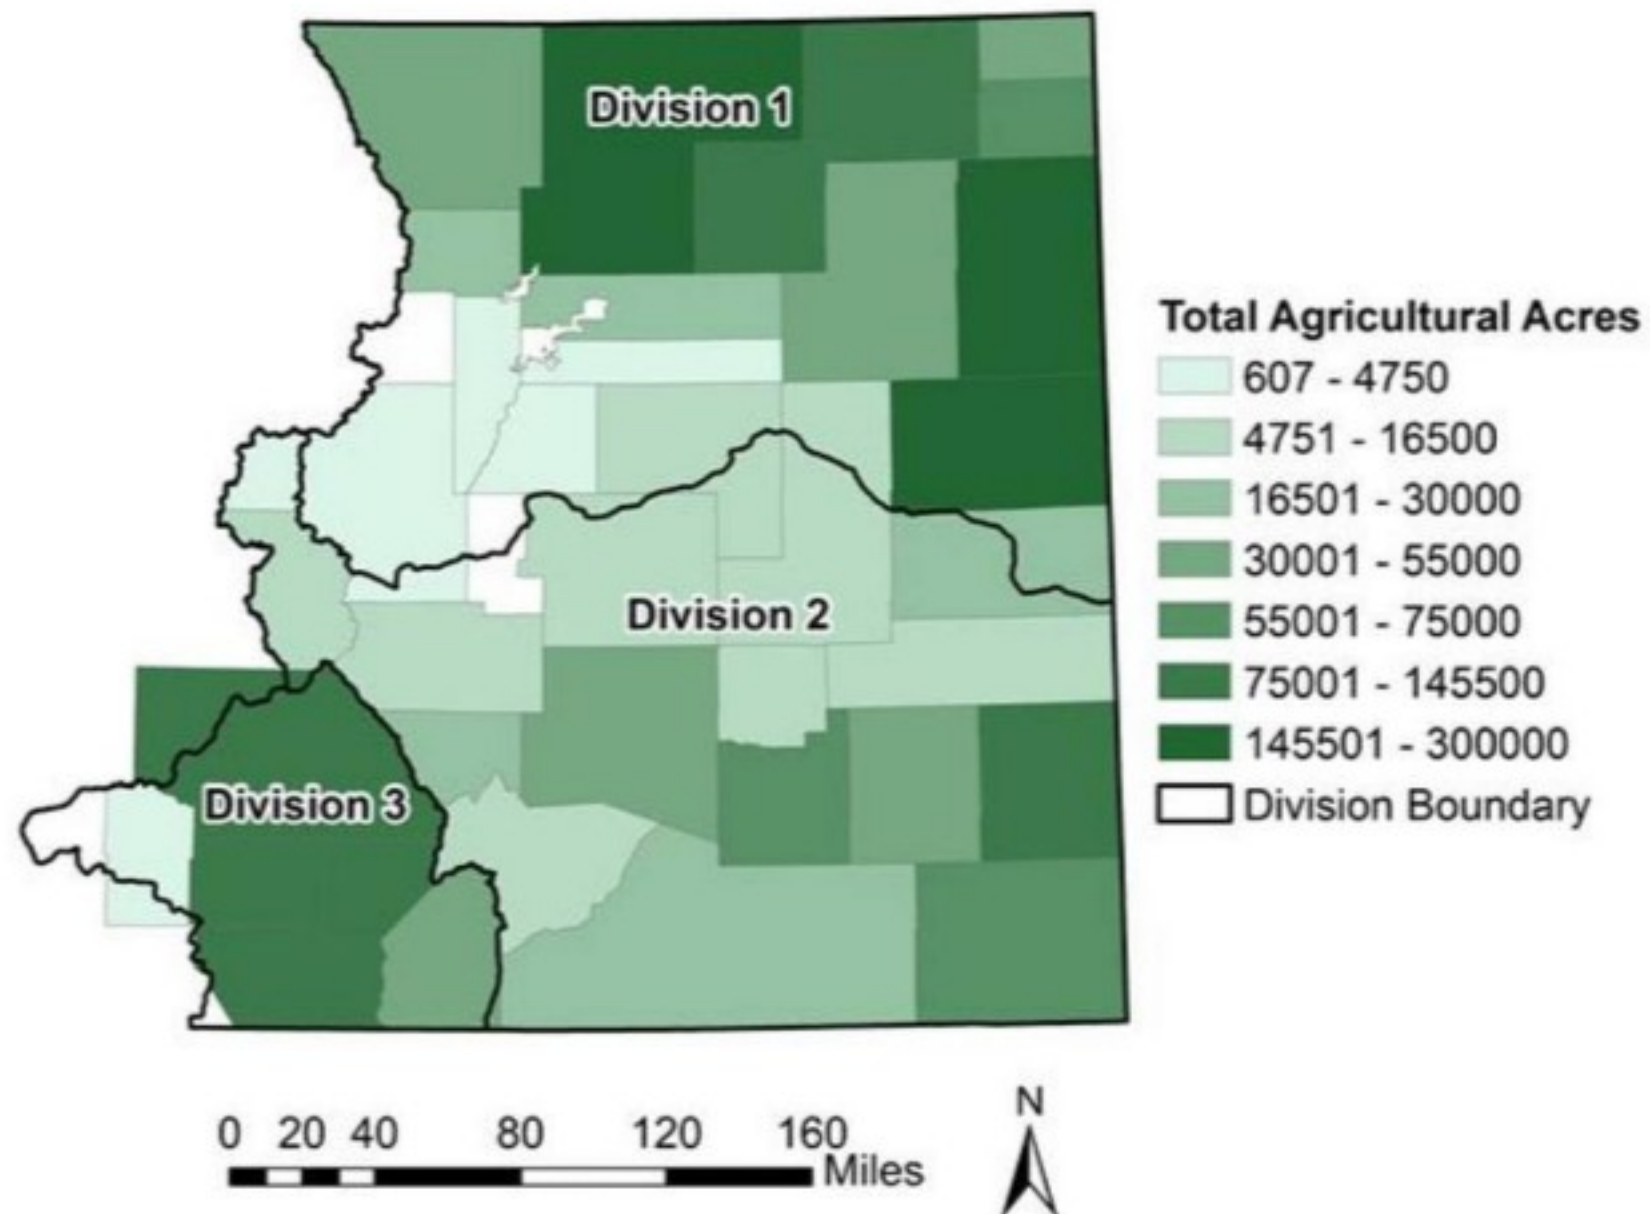 Division 1
Total Agricultural Acres
607 - 4750
4751 - 16500
16501 - 30000
30001 - 55000
55001 - 75000
75001 - 145500
145501 - 300000
Division Boundary
Division 2
Division 3
0 20 40 80 120 160
Miles
N